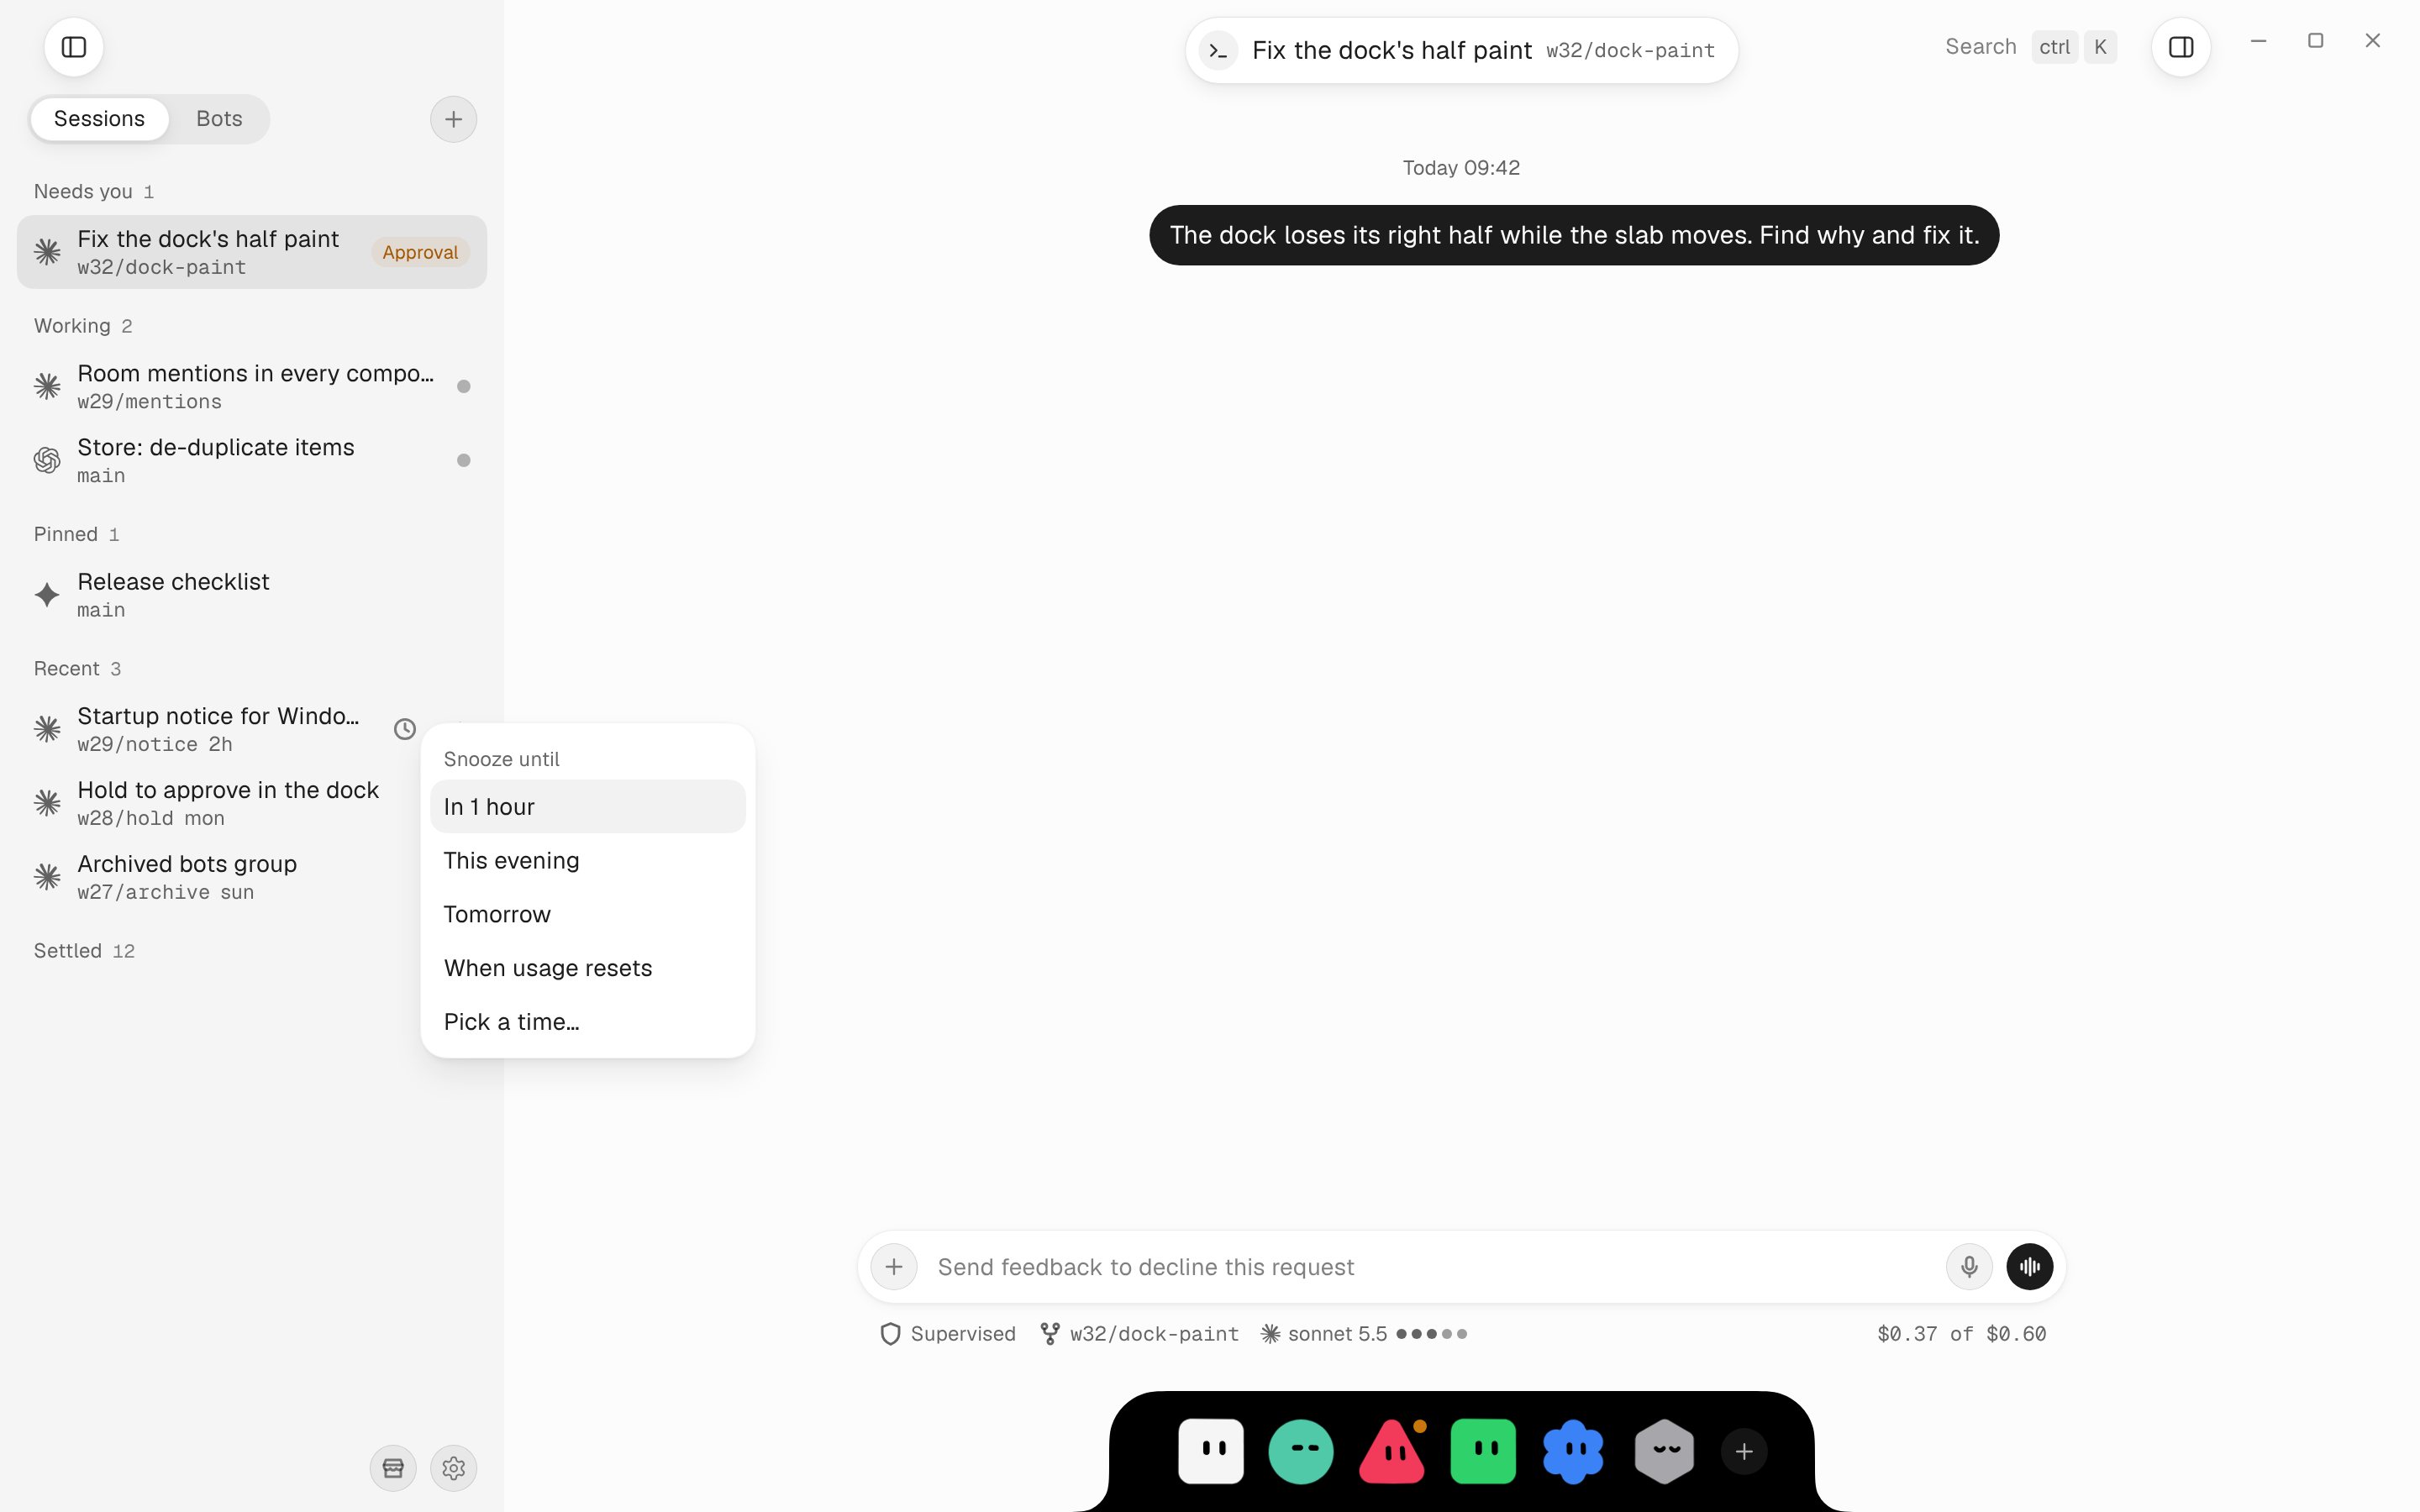 Fix the dock's half paint w32/dock-paint
Search ctrl K
Sessions Bots
Needs you 1
Fix the dock's half paint
w32/dock-paint
Approval
Working 2
Room mentions in every compo…
w29/mentions
Store: de-duplicate items
main
Pinned 1
Release checklist
main
Recent 3
Startup notice for Windo…
w29/notice 2h
Hold to approve in the dock
w28/hold mon
Archived bots group
w27/archive sun
Settled 12
Snooze until
In 1 hour
This evening
Tomorrow
When usage resets
Pick a time…
Today 09:42
The dock loses its right half while the slab moves. Find why and fix it.
Send feedback to decline this request
Supervised w32/dock-paint sonnet 5.5 $0.37 of $0.60